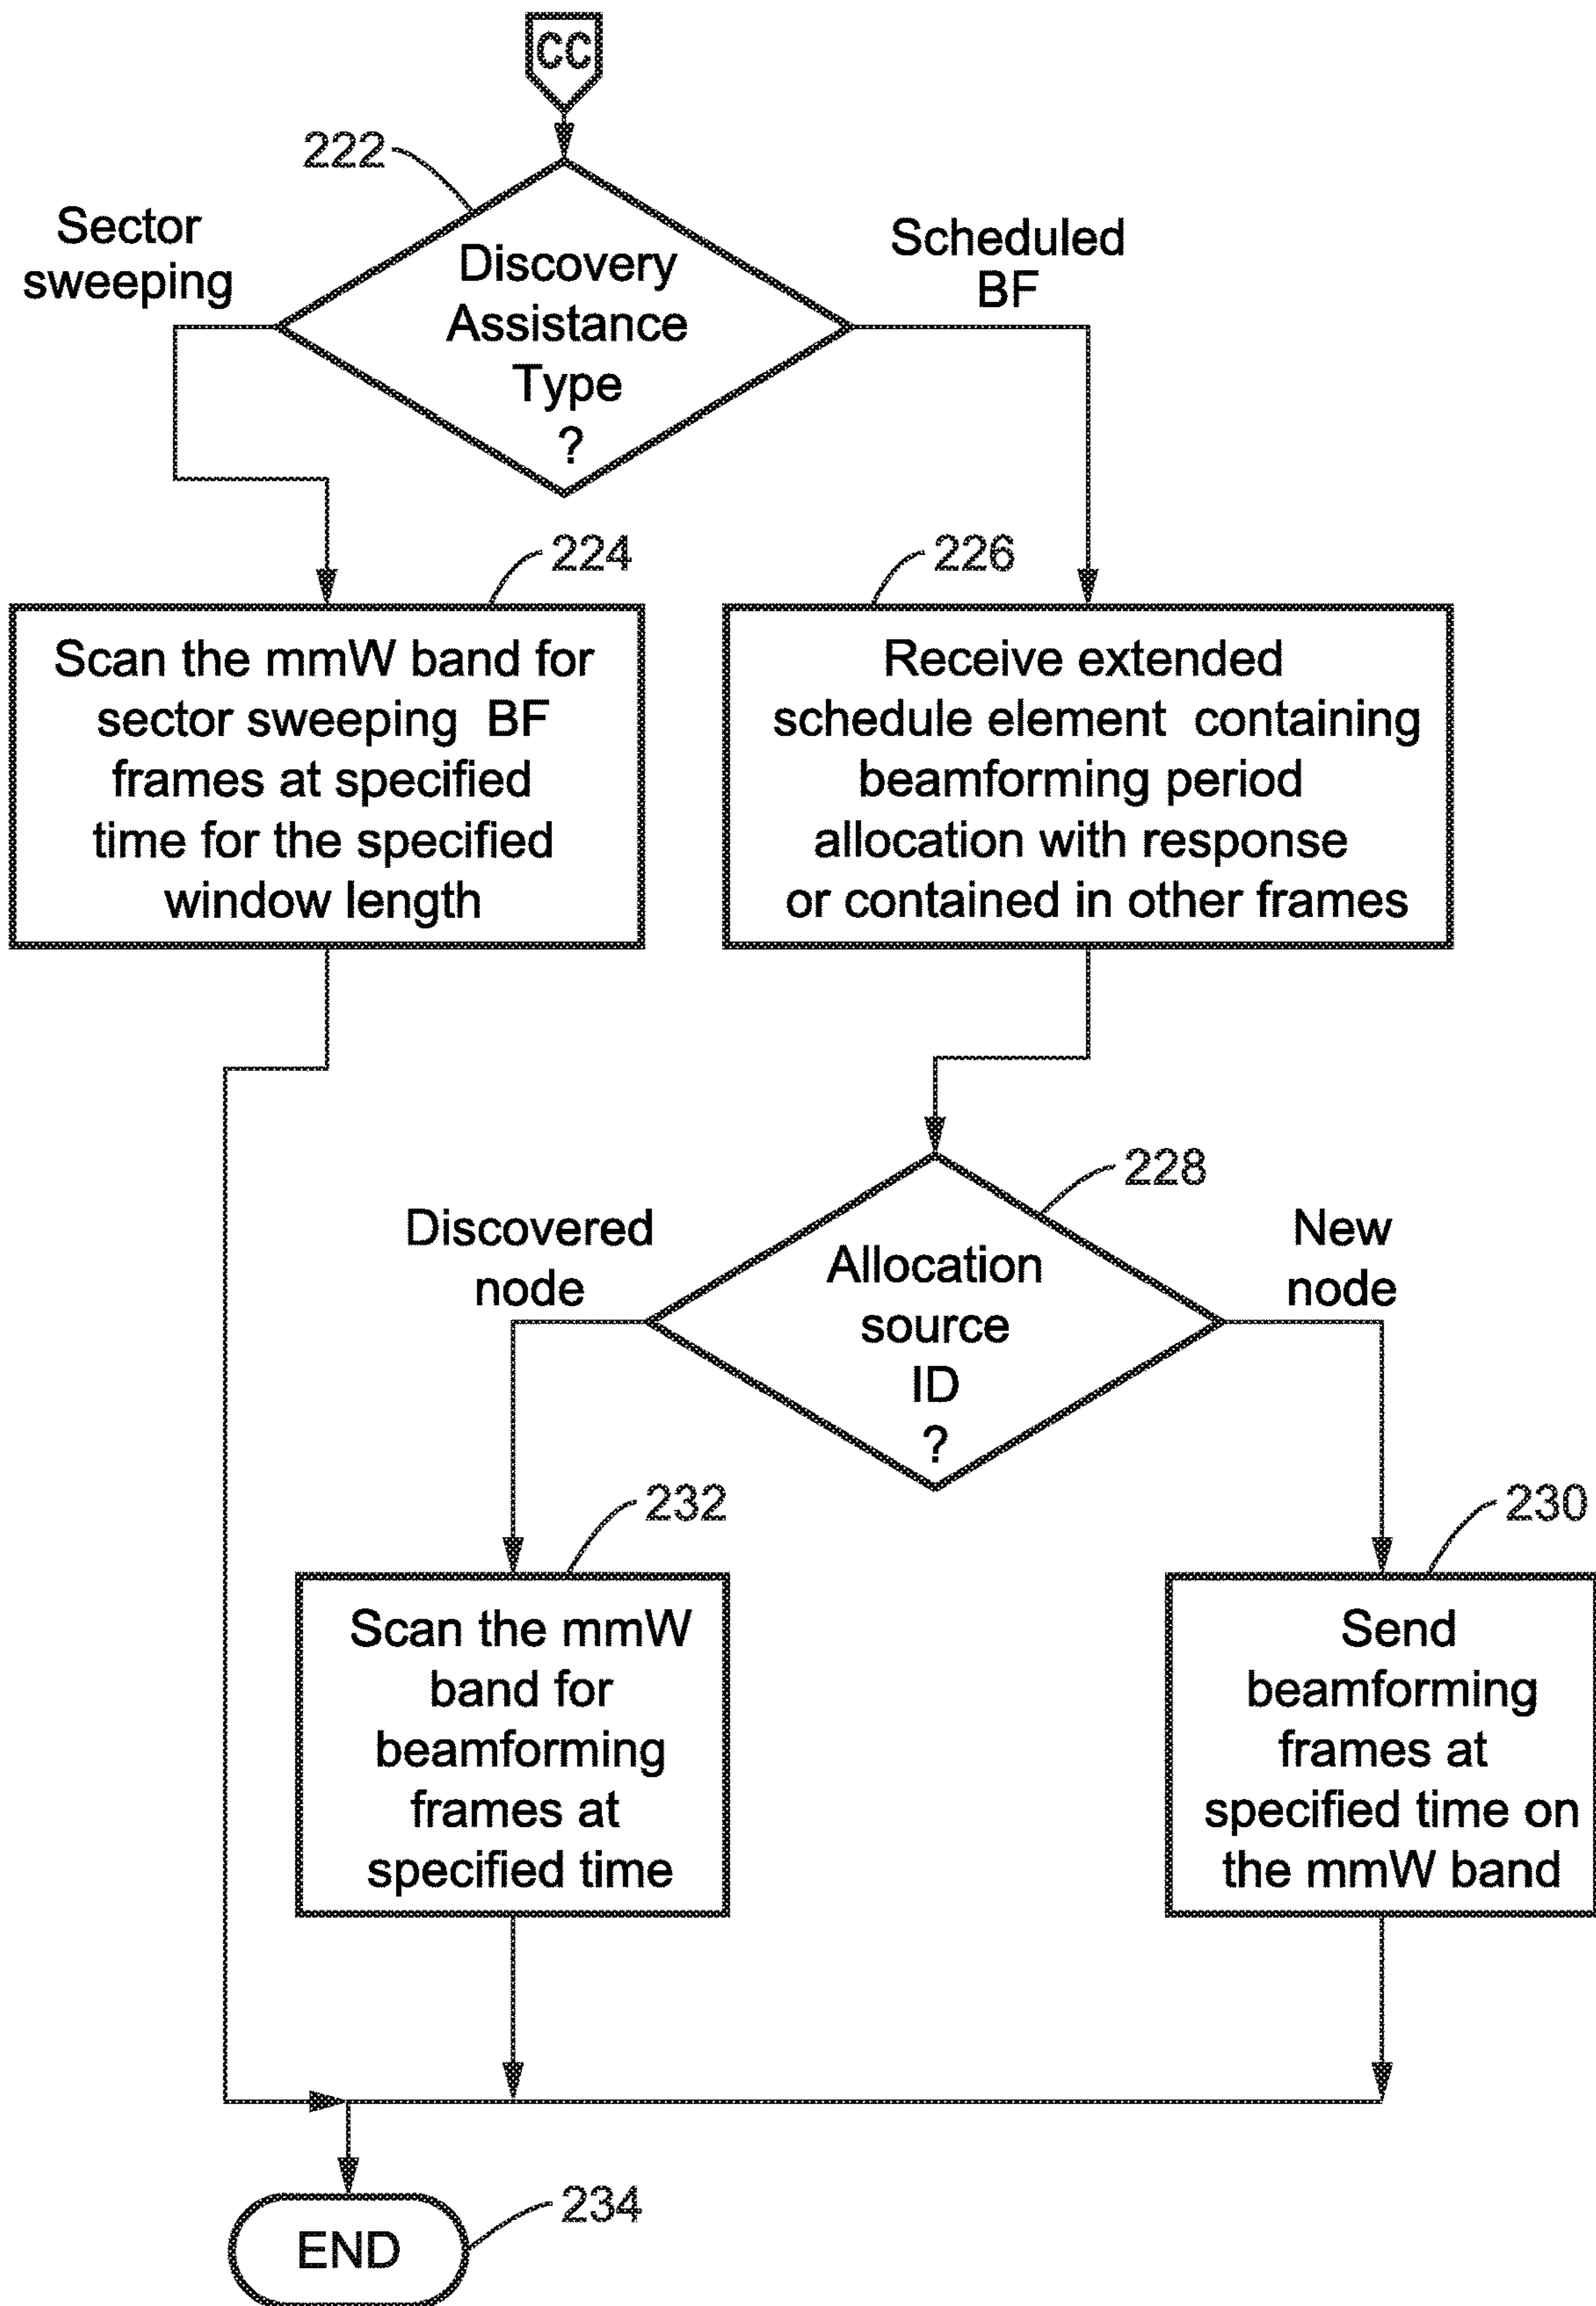 CC
222
Sector
sweeping
Discovery
Assistance
Type
?
Scheduled
BF
224
Scan the mmW band for
sector sweeping BF
frames at specified
time for the specified
window length
226
Receive extended
schedule element containing
beamforming period
allocation with response
or contained in other frames
228
Discovered
node
Allocation
source
ID
?
New
node
232
Scan the mmW
band for
beamforming
frames at
specified time
230
Send
beamforming
frames at
specified time on
the mmW band
END
234